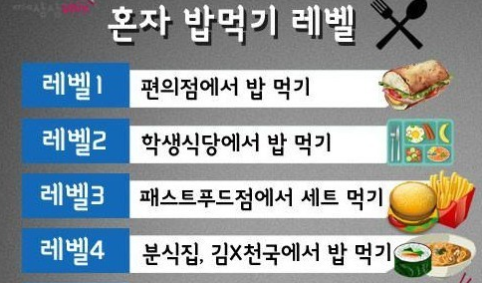 혼자 밥먹기 레벨
레벨1 편의점에서 밥 먹기
레벨2 학생식당에서 밥 먹기
레벨3 패스트푸드점에서 세트 먹기
레벨4 분식집, 김X천국에서 밥 먹기